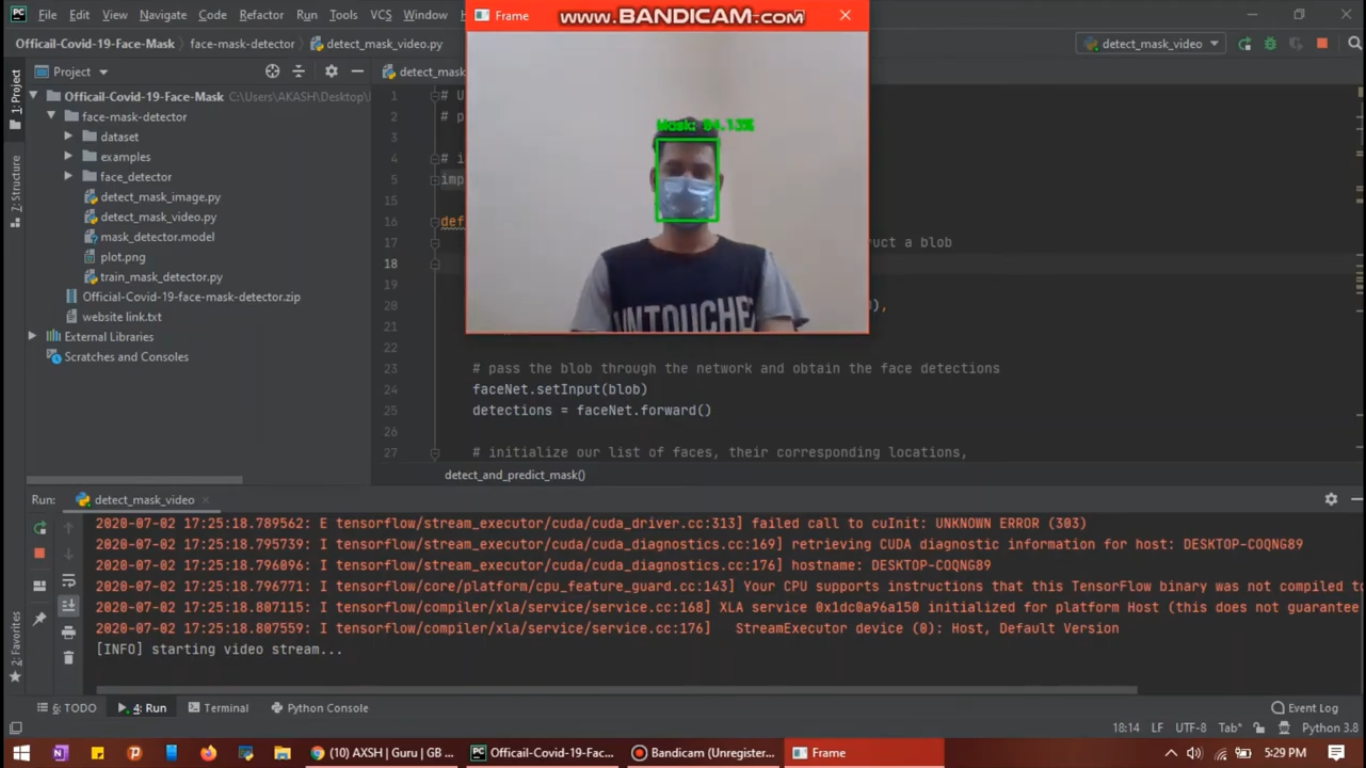 File Edit View Navigate Code Refactor Run Tools VCS Window
Frame
www.BANDICAM.com
Officail-Covid-19-Face-Mask face-mask-detector detect_mask_video.py
detect_mask_video
Project
detect_mask
1: Project
Officail-Covid-19-Face-Mask C:\Users\AKASH\Desktop\
face-mask-detector
dataset
examples
face_detector
detect_mask_image.py
detect_mask_video.py
mask_detector.model
plot.png
train_mask_detector.py
Official-Covid-19-face-mask-detector.zip
website link.txt
External Libraries
Scratches and Consoles
Z: Structure
1 # U
2 # p
3
4 # i
5 imp
15
16 def
17 uct a blob
18
19
20 ),
21
22
23 # pass the blob through the network and obtain the face detections
24 faceNet.setInput(blob)
25 detections = faceNet.forward()
26
27 # initialize our list of faces, their corresponding locations,
detect_and_predict_mask()
Mask: 13%
UNTOUCHED
Run: detect_mask_video
2020-07-02 17:25:18.789562: E tensorflow/stream_executor/cuda/cuda_driver.cc:313] failed call to cuInit: UNKNOWN ERROR (303)
2020-07-02 17:25:18.795739: I tensorflow/stream_executor/cuda/cuda_diagnostics.cc:169] retrieving CUDA diagnostic information for host: DESKTOP-COQNG89
2020-07-02 17:25:18.796096: I tensorflow/stream_executor/cuda/cuda_diagnostics.cc:176] hostname: DESKTOP-COQNG89
2020-07-02 17:25:18.796771: I tensorflow/core/platform/cpu_feature_guard.cc:143] Your CPU supports instructions that this TensorFlow binary was not compiled to
2020-07-02 17:25:18.807115: I tensorflow/compiler/xla/service/service.cc:168] XLA service 0x1dc0a96a150 initialized for platform Host (this does not guarantee
2020-07-02 17:25:18.807559: I tensorflow/compiler/xla/service/service.cc:176] StreamExecutor device (0): Host, Default Version
[INFO] starting video stream...
2: Favorites
6: TODO 4: Run Terminal Python Console Event Log
18:14 LF UTF-8 Tab* Python 3.8
(10) AXSH | Guru | GB ... Officail-Covid-19-Fac... Bandicam (Unregister... Frame 5:29 PM